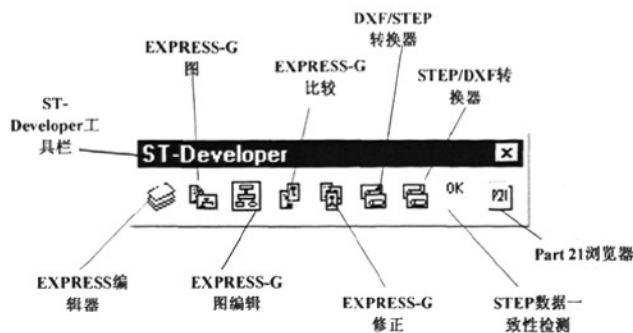 DXF/STEP
转换器
EXPRESS-G
图
EXPRESS-G
比较
STEP/DXF转
换器
ST-
Developer工
具栏
ST-Developer
OK
P21
Part 21浏览器
EXPRESS编
辑器
EXPRESS-G
图编辑
EXPRESS-G
修正
STEP数据一
致性检测